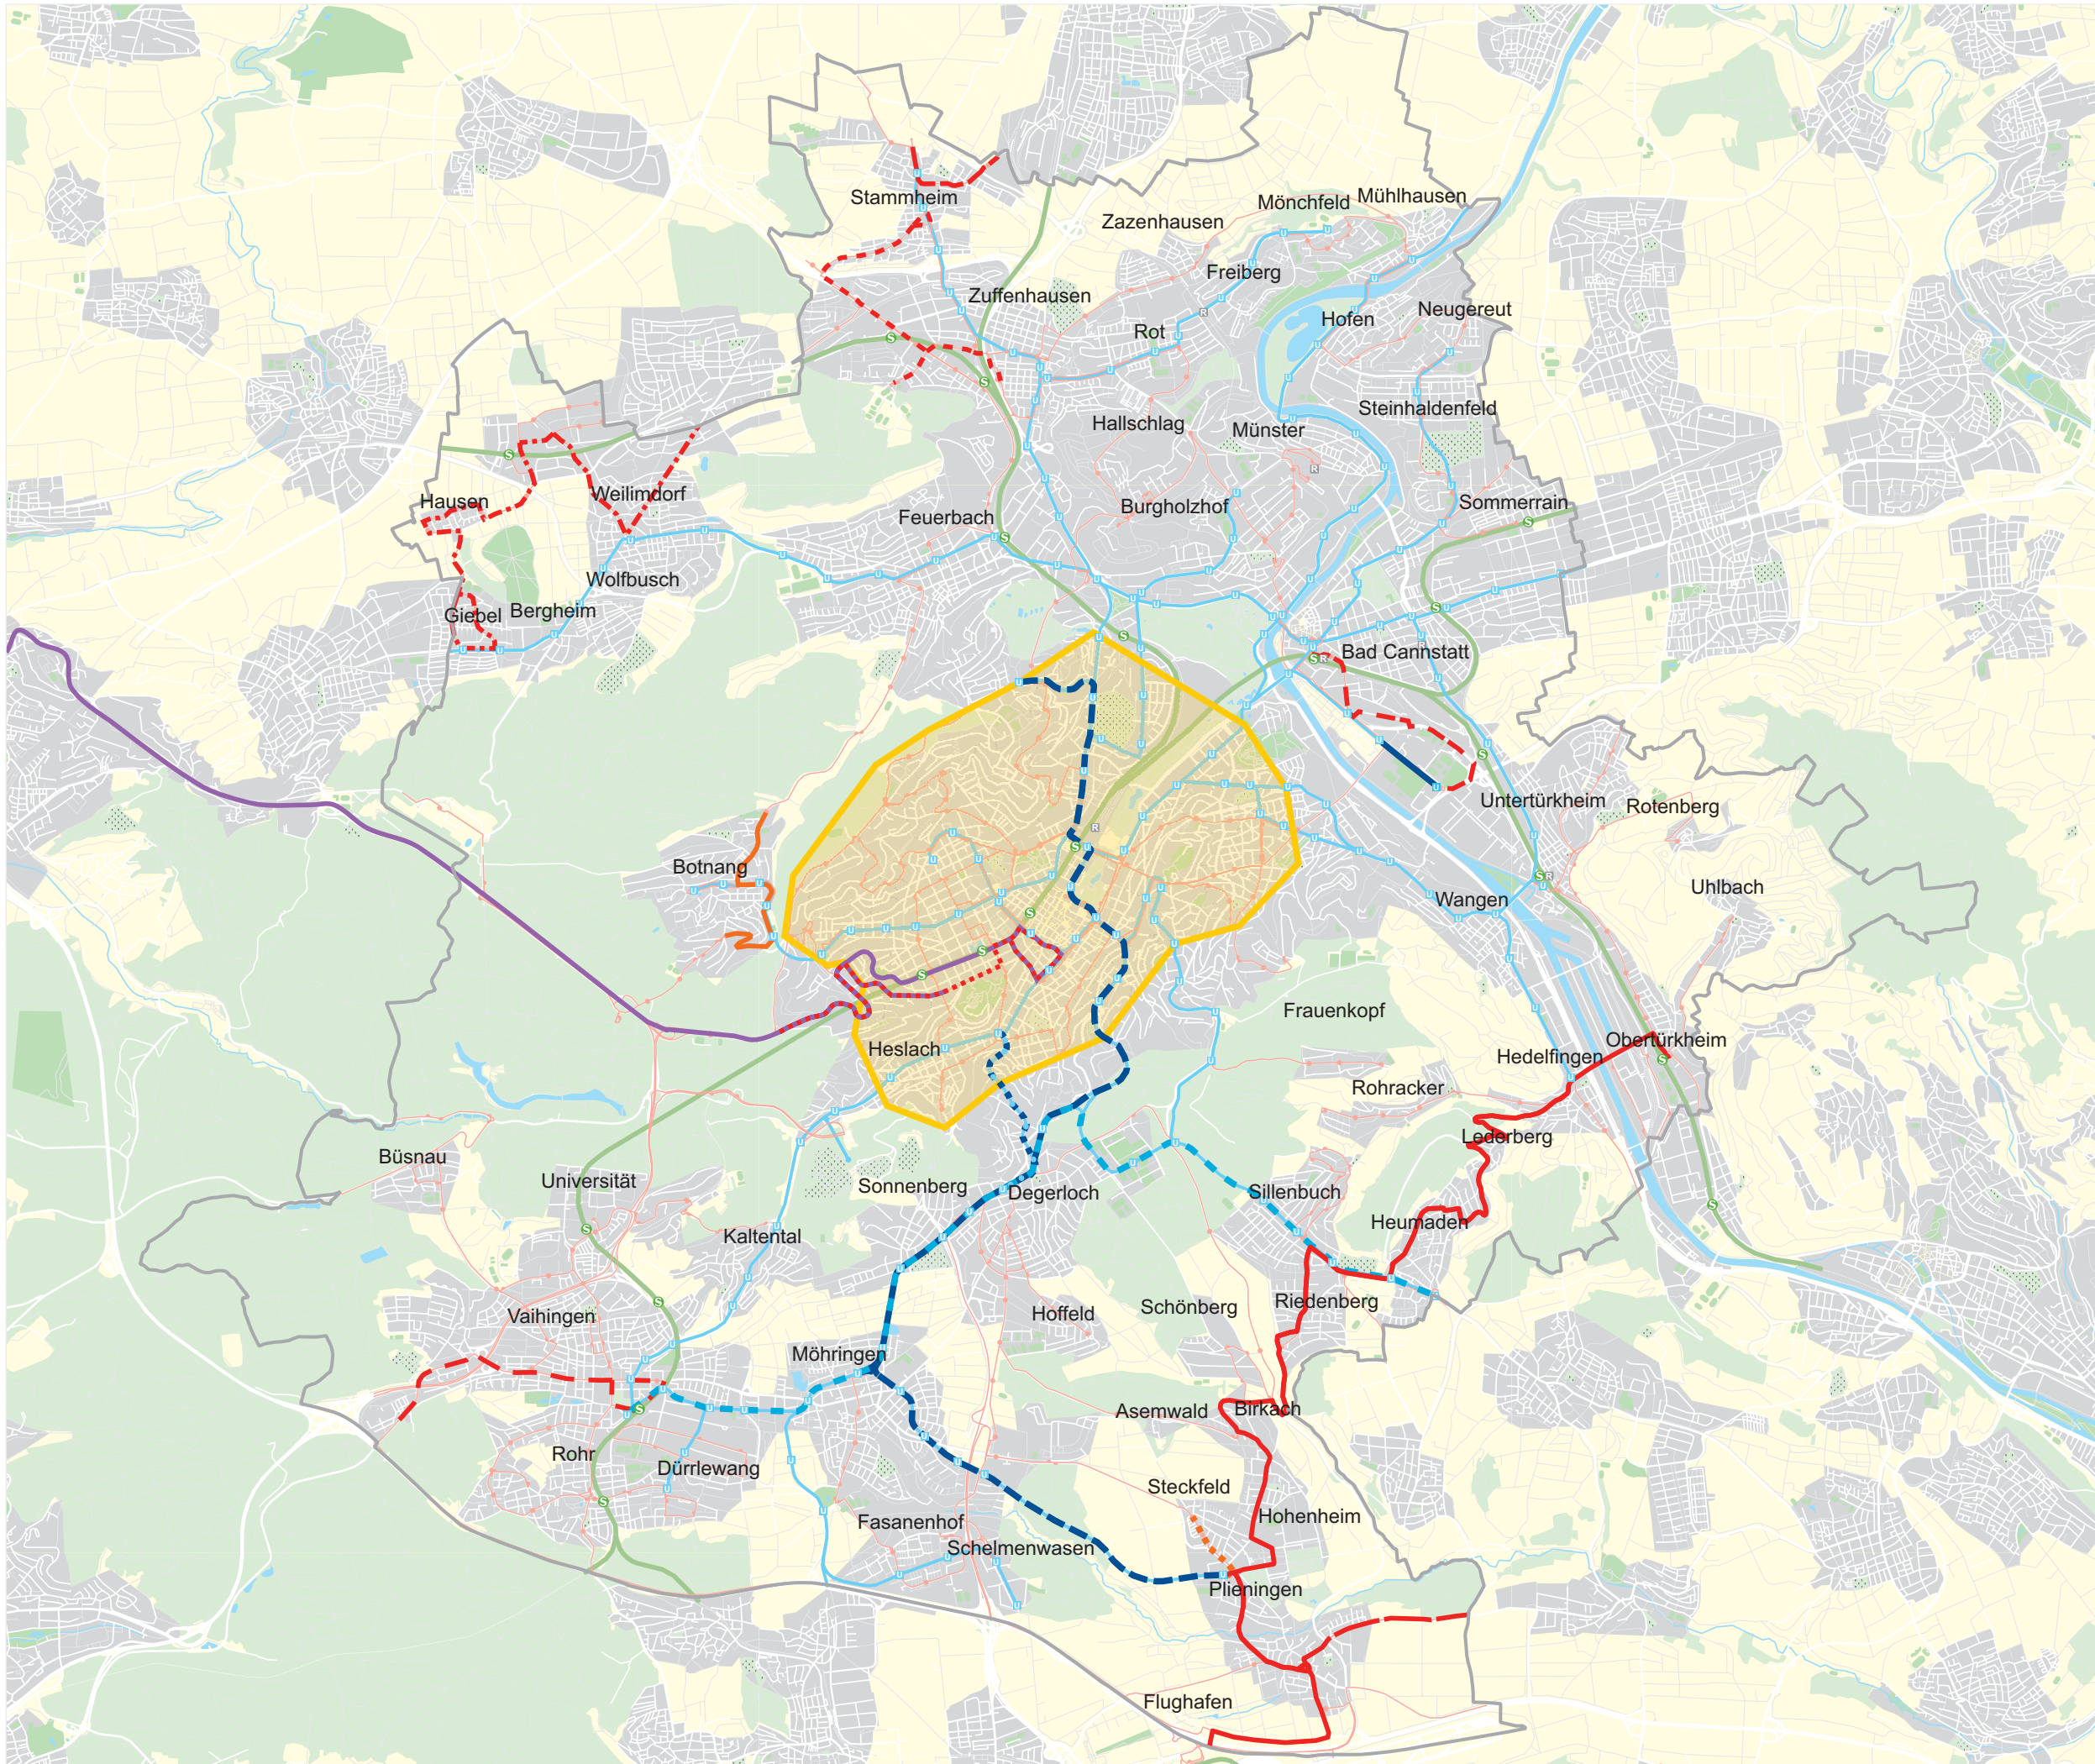 Stammheim
Mönchfeld
Mühlhausen
Zazenhausen
Freiberg
Zuffenhausen
Neugereut
Hofen
Rot
Steinhaldenfeld
Hallschlag
Münster
Weilimdorf
Hausen
Sommerrain
Burgholzhof
Feuerbach
Wolfbusch
Bergheim
Giebel
Bad Cannstatt
Untertürkheim
Rotenberg
Botnang
Uhlbach
Wangen
Frauenkopf
Obertürkheim
Heslach
Hedelfingen
Rohracker
Lederberg
Büsnau
Universität
Sonnenberg
Degerloch
Sillenbuch
Heumaden
Kaltental
Riedenberg
Schönberg
Hoffeld
Vaihingen
Möhringen
Birkach
Asemwald
Rohr
Dürrlewang
Steckfeld
Hohenheim
Fasanenhof
Schelmenwasen
Plieningen
Flughafen